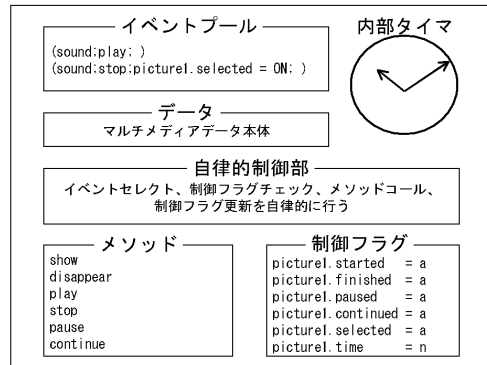 イベントプール
内部タイマ
(sound;play; )
(sound;stop;picture1.selected = ON; )
データ
マルチメディアデータ本体
自律的制御部
イベントセレクト、制御フラグチェック、メソッドコール、
制御フラグ更新を自律的に行う
メソッド
show
disappear
play
stop
pause
continue
制御フラグ
picture1.started = a
picture1.finished = a
picture1.paused = a
picture1.continued = a
picture1.selected = a
picture1.time = n